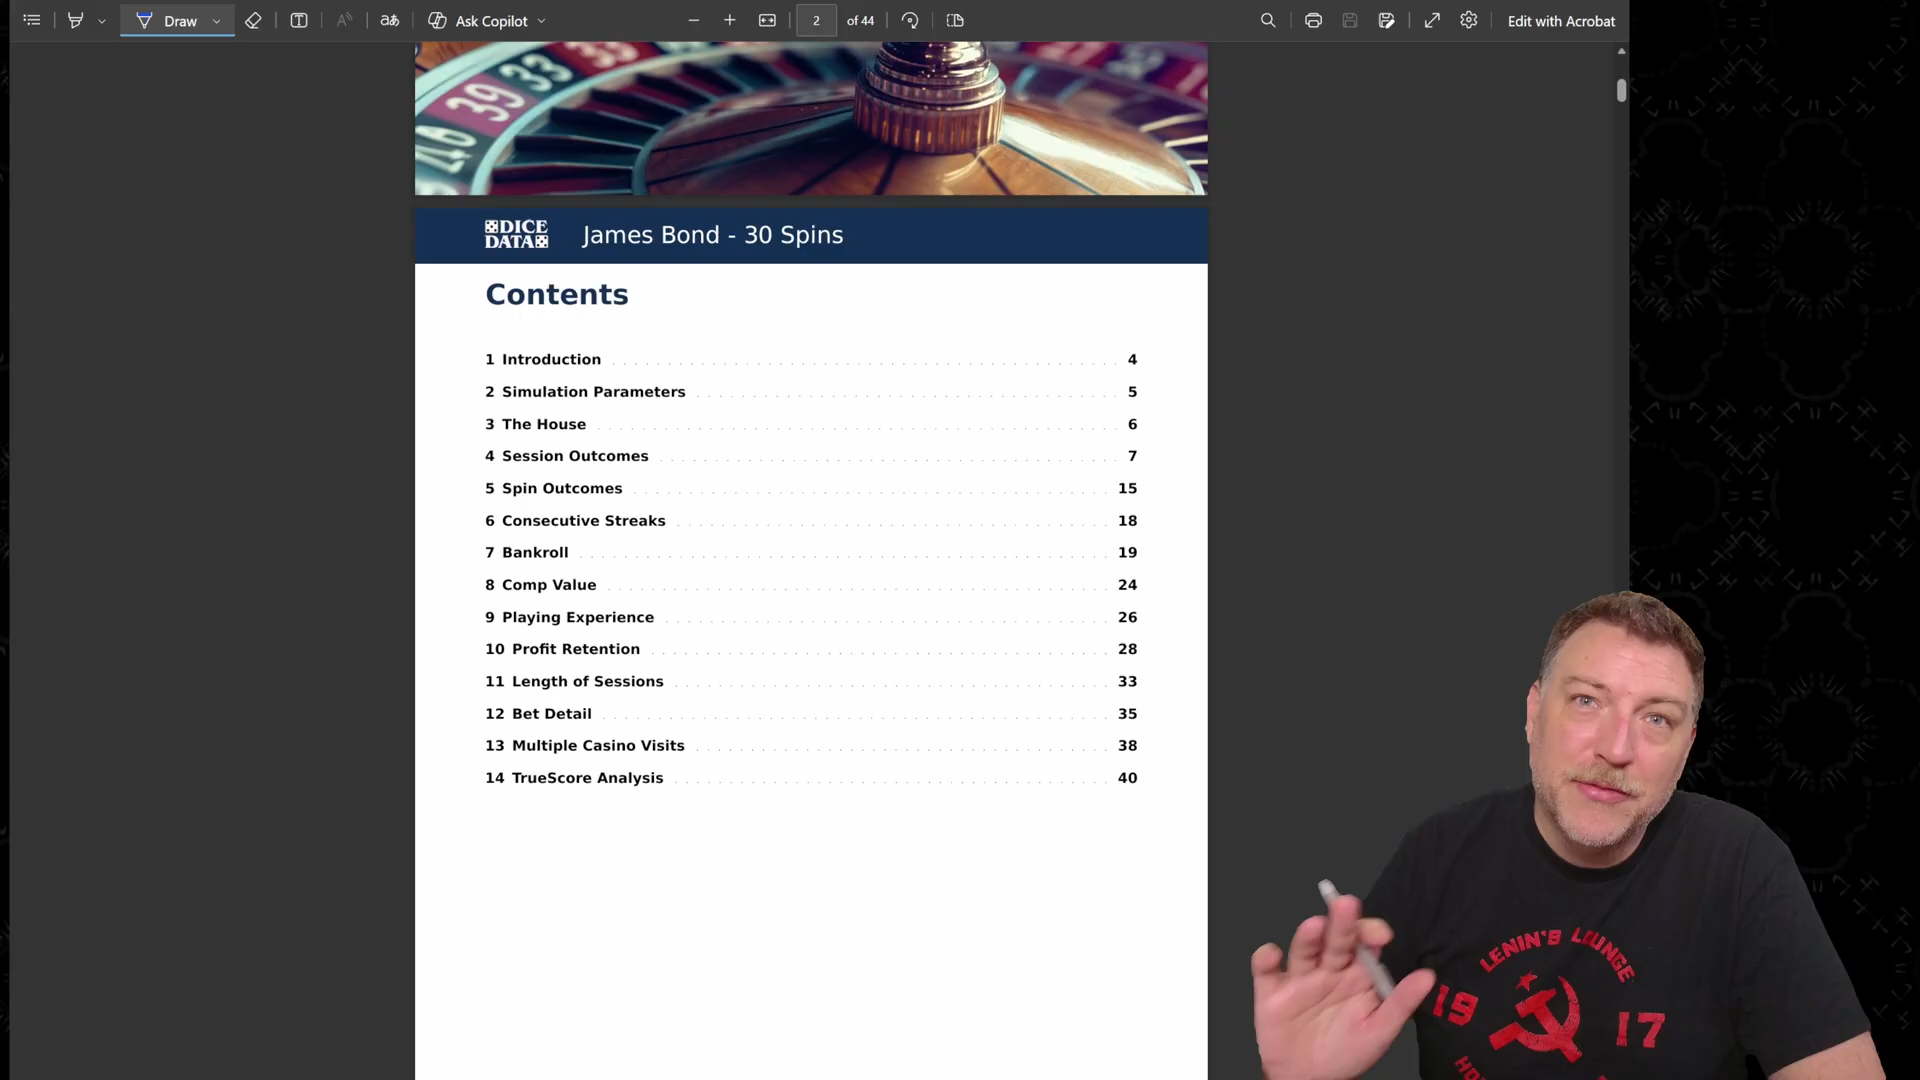 Draw
Ask Copilot
2 of 44
Edit with Acrobat
39
33
DICE
DATA
James Bond - 30 Spins
Contents
1 Introduction 4
2 Simulation Parameters 5
3 The House 6
4 Session Outcomes 7
5 Spin Outcomes 15
6 Consecutive Streaks 18
7 Bankroll 19
8 Comp Value 24
9 Playing Experience 26
10 Profit Retention 28
11 Length of Sessions 33
12 Bet Detail 35
13 Multiple Casino Visits 38
14 TrueScore Analysis 40
LENIN'S LOUNGE
19 17